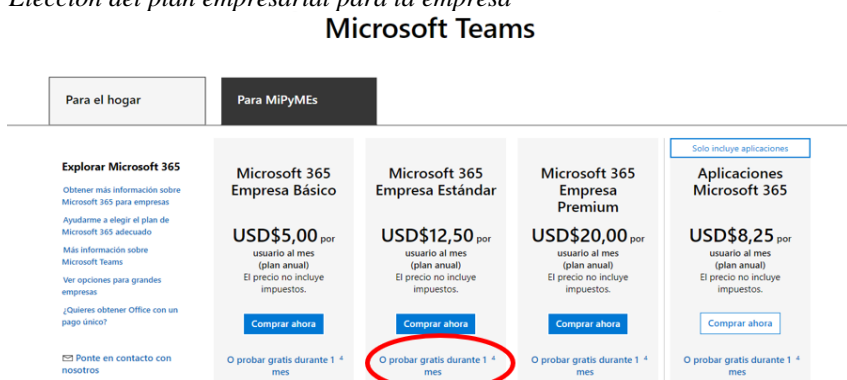 Elección del plan empresarial para la empresa
Microsoft Teams
Para el hogar
Para MiPyMEs
Explorar Microsoft 365
Obtener más información sobre
Microsoft 365 para empresas
Ayudarme a elegir el plan de
Microsoft 365 adecuado
Más información sobre
Microsoft Teams
Ver opciones para grandes
empresas
¿Quieres obtener Office con un
pago único?
Ponte en contacto con
nosotros
Microsoft 365
Empresa Básico
USD$5,00 por
usuario al mes
(plan anual)
El precio no incluye
impuestos.
Comprar ahora
O probar gratis durante 1 4
mes
Microsoft 365
Empresa Estándar
USD$12,50 por
usuario al mes
(plan anual)
El precio no incluye
impuestos.
Comprar ahora
O probar gratis durante 1 4
mes
Microsoft 365
Empresa
Premium
USD$20,00 por
usuario al mes
(plan anual)
El precio no incluye
impuestos.
Comprar ahora
O probar gratis durante 1 4
mes
Solo incluye aplicaciones
Aplicaciones
Microsoft 365
USD$8,25 por
usuario al mes
(plan anual)
El precio no incluye
impuestos.
Comprar ahora
O probar gratis durante 1 4
mes